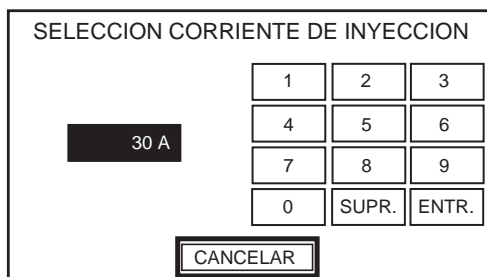 SELECCION CORRIENTE DE INYECCION
1 2 3
30 A
4 5 6
7 8 9
0 SUPR. ENTR.
CANCELAR